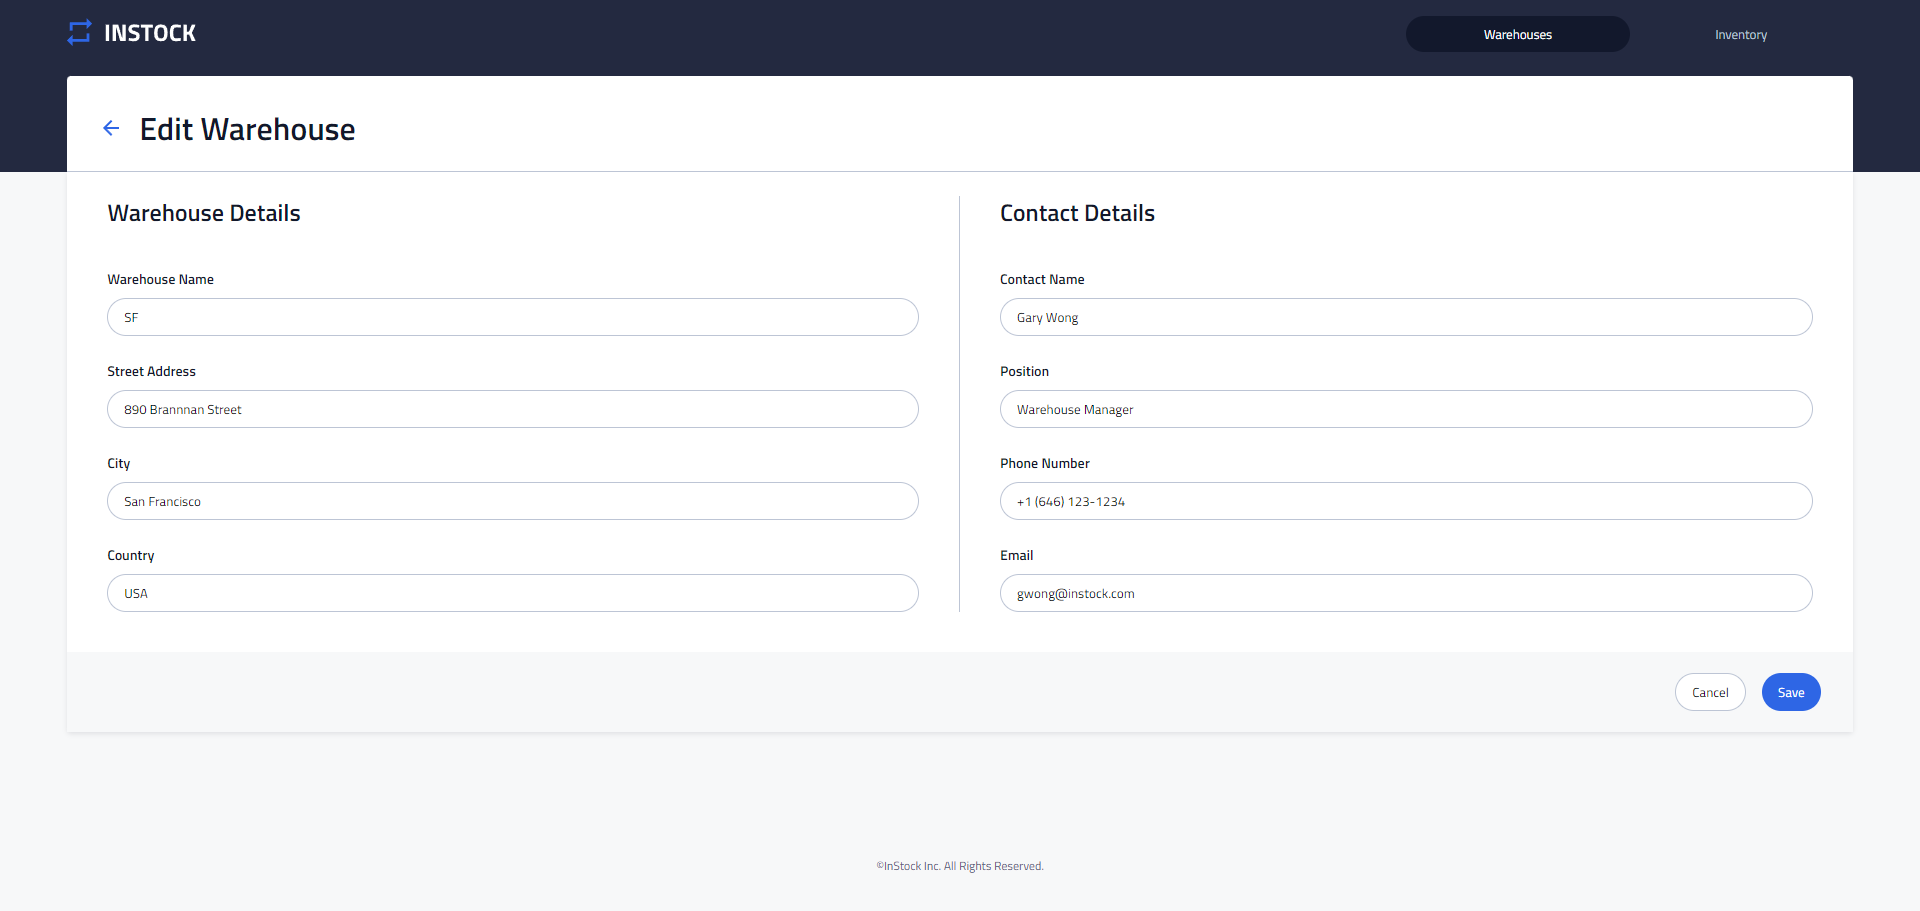 INSTOCK
Warehouses
Inventory
Edit Warehouse
Warehouse Details
Warehouse Name
SF
Street Address
890 Brannnan Street
City
San Francisco
Country
USA
Contact Details
Contact Name
Gary Wong
Position
Warehouse Manager
Phone Number
+1 (646) 123-1234
Email
gwong@instock.com
Cancel
Save
©InStock Inc. All Rights Reserved.